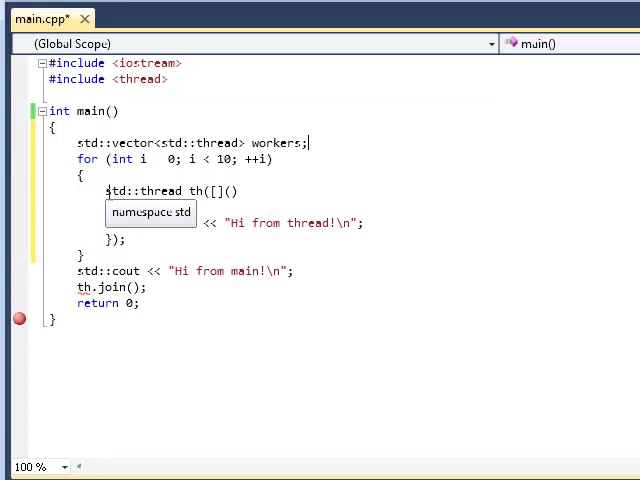 main.cpp*
(Global Scope)
main()
#include <iostream>
#include <thread>
int main()
{
std::vector<std::thread> workers;
for (int i 0; i < 10; ++i)
{
std::thread th([]()
namespace std
<< "Hi from thread!\n";
});
}
std::cout << "Hi from main!\n";
th.join();
return 0;
}
100 %